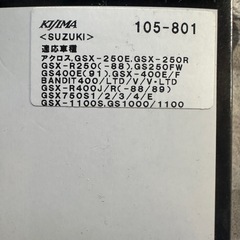 KIJIMA 105-801
<SUZUKI>
適応車種
アクロス.GSX-250E.GSX-250R
GSX-R250(-88).GS250FW
GS400E(91).GSX-400E/F
BANDIT400/LTD/V/V-LTD
GSX-R400J/R(-88/89)
GSX750S1/2/3/4/E
GSX-1100S.GS1000/1100